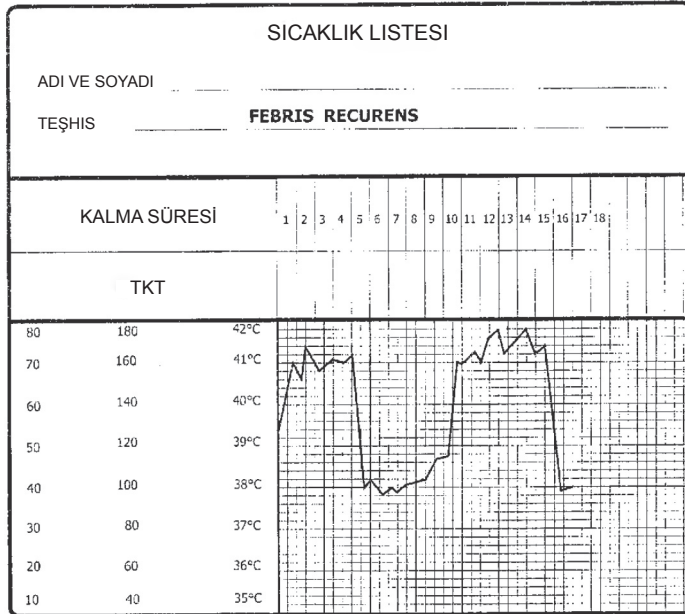 SICAKLIK LISTESI
ADI VE SOYADI
TEŞHIS FEBRIS RECURENS
KALMA SÜRESİ 1 2 3 4 5 6 7 8 9 10 11 12 13 14 15 16 17 18
TKT
80 180 42°C
70 160 41°C
60 140 40°C
50 120 39°C
40 100 38°C
30 80 37°C
20 60 36°C
10 40 35°C